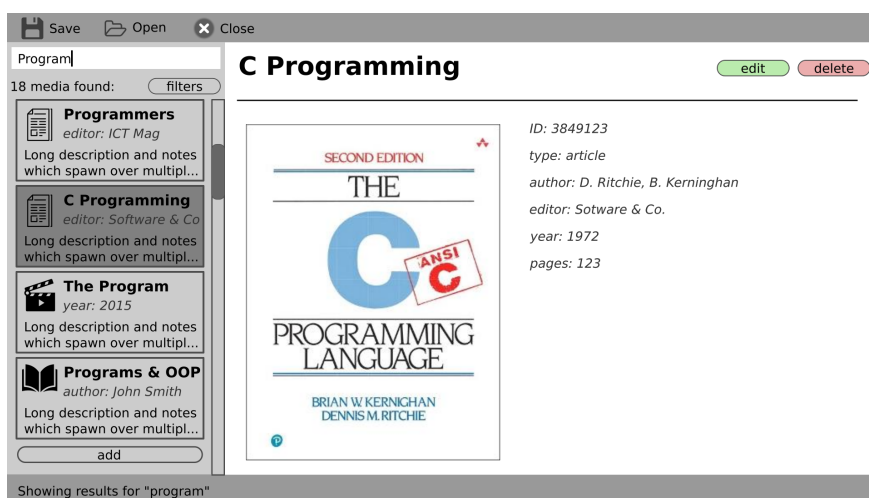 Save Open Close
Program
18 media found: filters
Programmers
editor: ICT Mag
Long description and notes
which spawn over multipl...
C Programming
editor: Software & Co
Long description and notes
which spawn over multipl...
The Program
year: 2015
Long description and notes
which spawn over multipl...
Programs & OOP
author: John Smith
Long description and notes
which spawn over multipl...
add
C Programming
edit delete
SECOND EDITION
THE
C
ANSI
C
PROGRAMMING
LANGUAGE
BRIAN W. KERNIGHAN
DENNIS M. RITCHIE
P
ID: 3849123
type: article
author: D. Ritchie, B. Kerninghan
editor: Sotware & Co.
year: 1972
pages: 123
Showing results for "program"